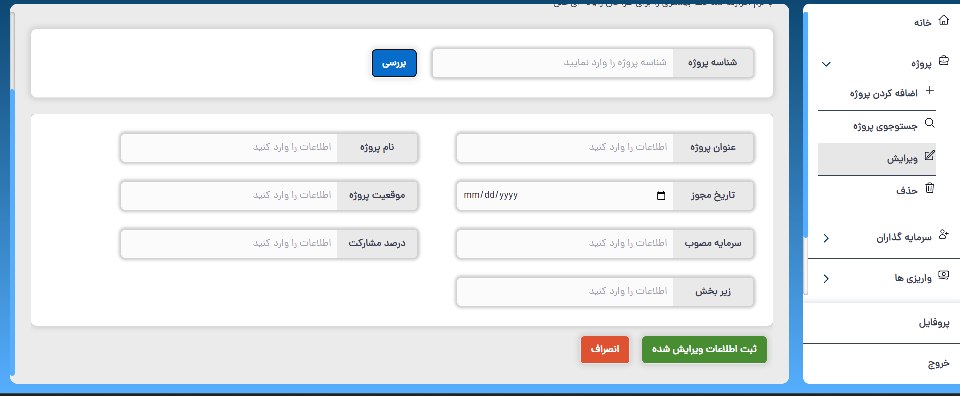 خانه
پروژه
اضافه کردن پروژه
جستوجوی پروژه
ویرایش
حذف
سرمایه گذاران
واریزی ها
پروفایل
خروج
شناسه پروژه
شناسه پروژه را وارد نمایید
بررسی
عنوان پروژه
اطلاعات را وارد کنید
نام پروژه
اطلاعات را وارد کنید
تاریخ مجوز
mm/dd/yyyy
موقعیت پروژه
اطلاعات را وارد کنید
سرمایه مصوب
اطلاعات را وارد کنید
درصد مشارکت
اطلاعات را وارد کنید
زیر بخش
اطلاعات را وارد کنید
ثبت اطلاعات ویرایش شده
انصراف